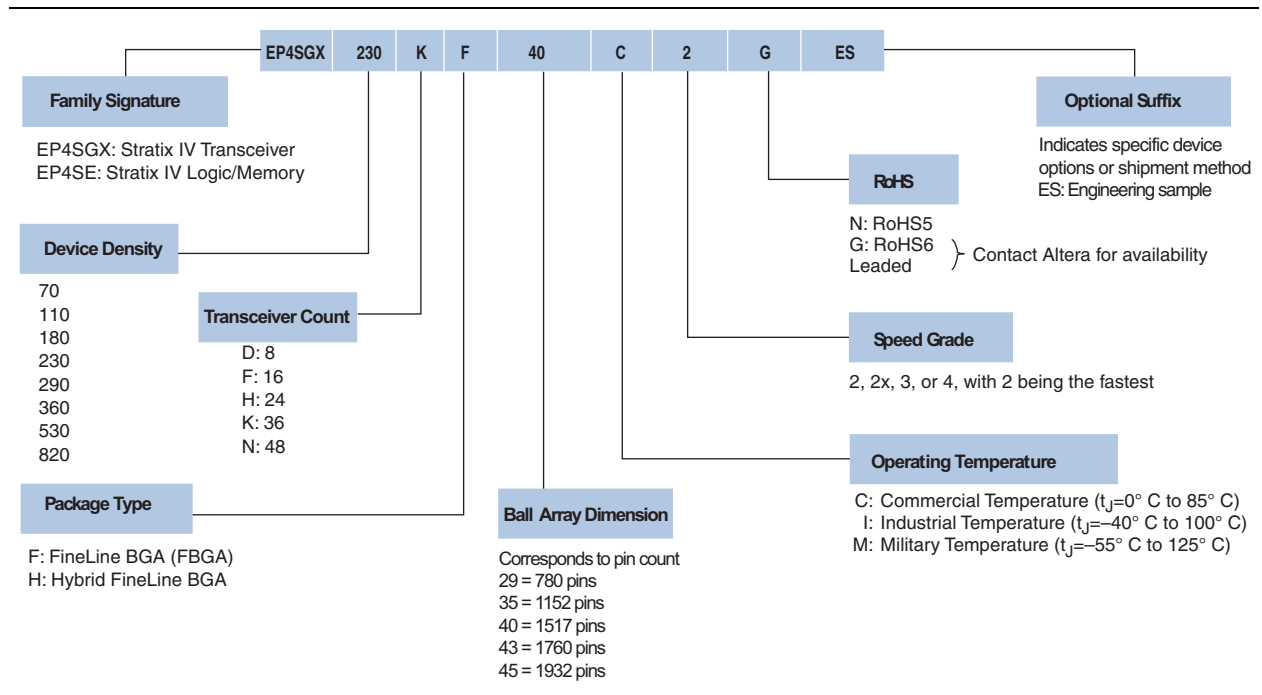 EP4SGX 230 K F 40 C 2 G ES
Family Signature
EP4SGX: Stratix IV Transceiver
EP4SE: Stratix IV Logic/Memory
Optional Suffix
Indicates specific device
options or shipment method
ES: Engineering sample
RoHS
N: RoHS5
G: RoHS6
Leaded
Contact Altera for availability
Device Density
70
110
180
230
290
360
530
820
Transceiver Count
D: 8
F: 16
H: 24
K: 36
N: 48
Speed Grade
2, 2x, 3, or 4, with 2 being the fastest
Package Type
F: FineLine BGA (FBGA)
H: Hybrid FineLine BGA
Ball Array Dimension
Corresponds to pin count
29 = 780 pins
35 = 1152 pins
40 = 1517 pins
43 = 1760 pins
45 = 1932 pins
Operating Temperature
C: Commercial Temperature (tJ=0° C to 85° C)
I: Industrial Temperature (tJ=–40° C to 100° C)
M: Military Temperature (tJ=–55° C to 125° C)